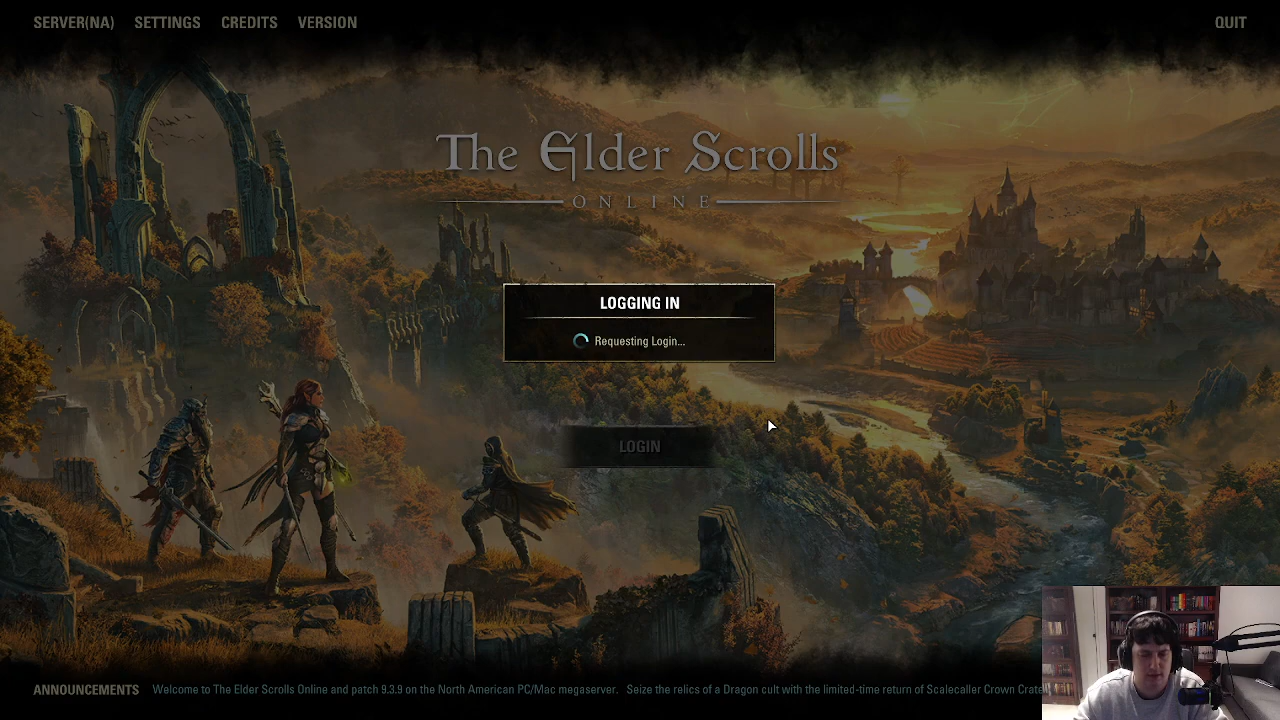 SERVER(NA) SETTINGS CREDITS VERSION QUIT
The Elder Scrolls
ONLINE
LOGGING IN
Requesting Login...
LOGIN
ANNOUNCEMENTS Welcome to The Elder Scrolls Online and patch 9.3.9 on the North American PC/Mac megaserver. Seize the relics of a Dragon cult with the limited-time return of Scalecaller Crown